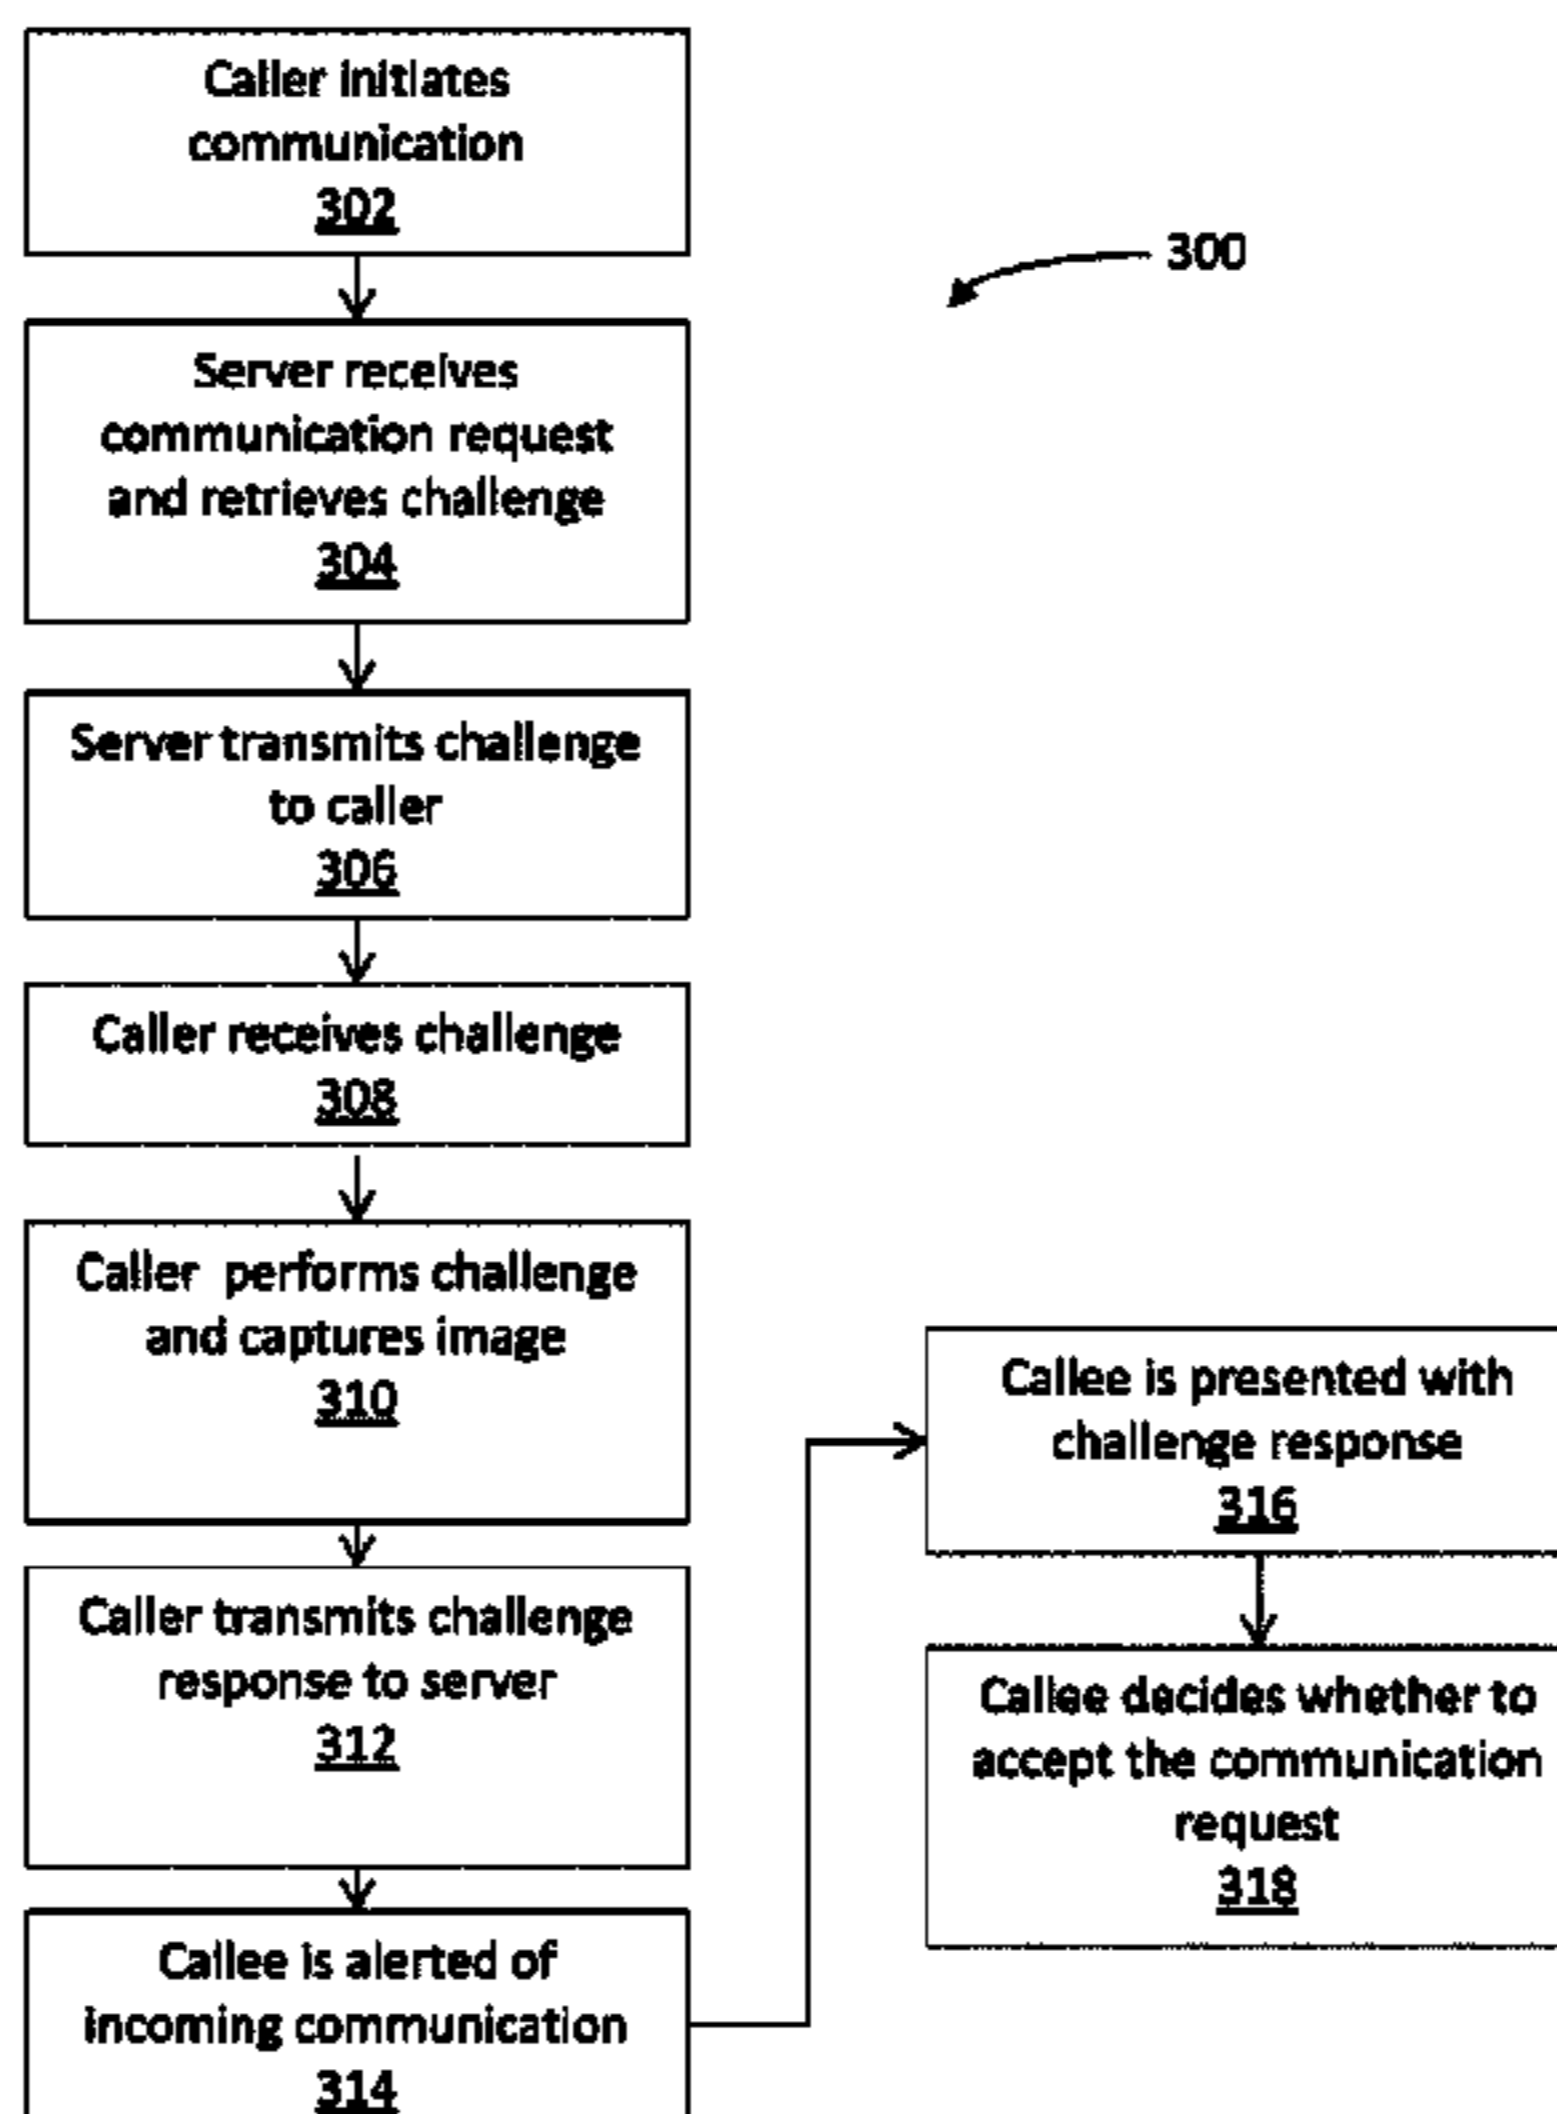 Caller initiates
communication
302
300
Server receives
communication request
and retrieves challenge
304
Server transmits challenge
to caller
306
Caller receives challenge
308
Caller performs challenge
and captures image
310
Caller transmits challenge
response to server
312
Callee is alerted of
incoming communication
314
Callee is presented with
challenge response
316
Callee decides whether to
accept the communication
request
318